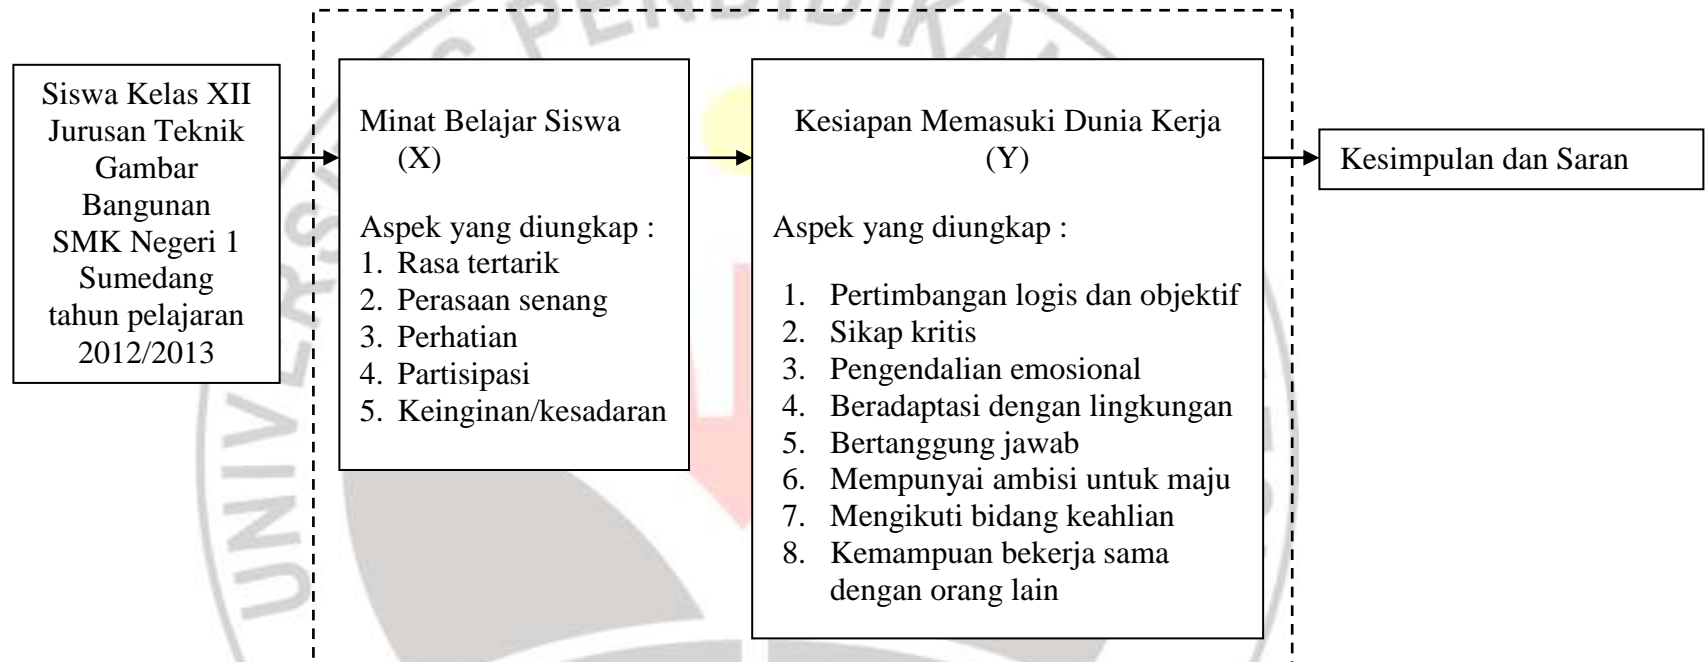 Siswa Kelas XII
Jurusan Teknik
Gambar
Bangunan
SMK Negeri 1
Sumedang
tahun pelajaran
2012/2013
Minat Belajar Siswa
(X)
Aspek yang diungkap :
1. Rasa tertarik
2. Perasaan senang
3. Perhatian
4. Partisipasi
5. Keinginan/kesadaran
Kesiapan Memasuki Dunia Kerja
(Y)
Aspek yang diungkap :
1. Pertimbangan logis dan objektif
2. Sikap kritis
3. Pengendalian emosional
4. Beradaptasi dengan lingkungan
5. Bertanggung jawab
6. Mempunyai ambisi untuk maju
7. Mengikuti bidang keahlian
8. Kemampuan bekerja sama
dengan orang lain
Kesimpulan dan Saran